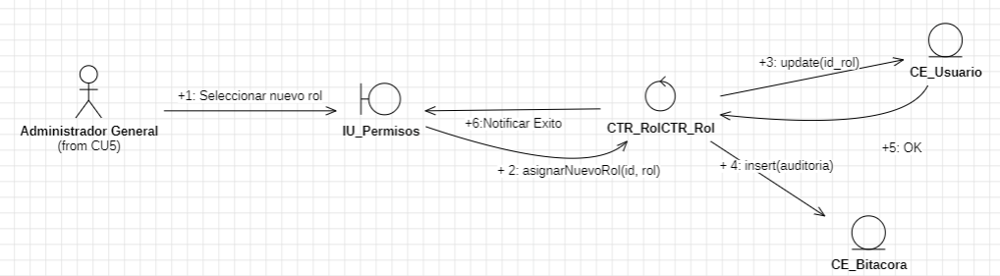 +3: update(id_rol)
CE_Usuario
+1: Seleccionar nuevo rol
Administrador General
(from CU5)
IU_Permisos
+6:Notificar Exito
CTR_RolCTR_Rol
+5: OK
+ 2: asignarNuevoRol(id, rol)
+ 4: insert(auditoria)
CE_Bitacora